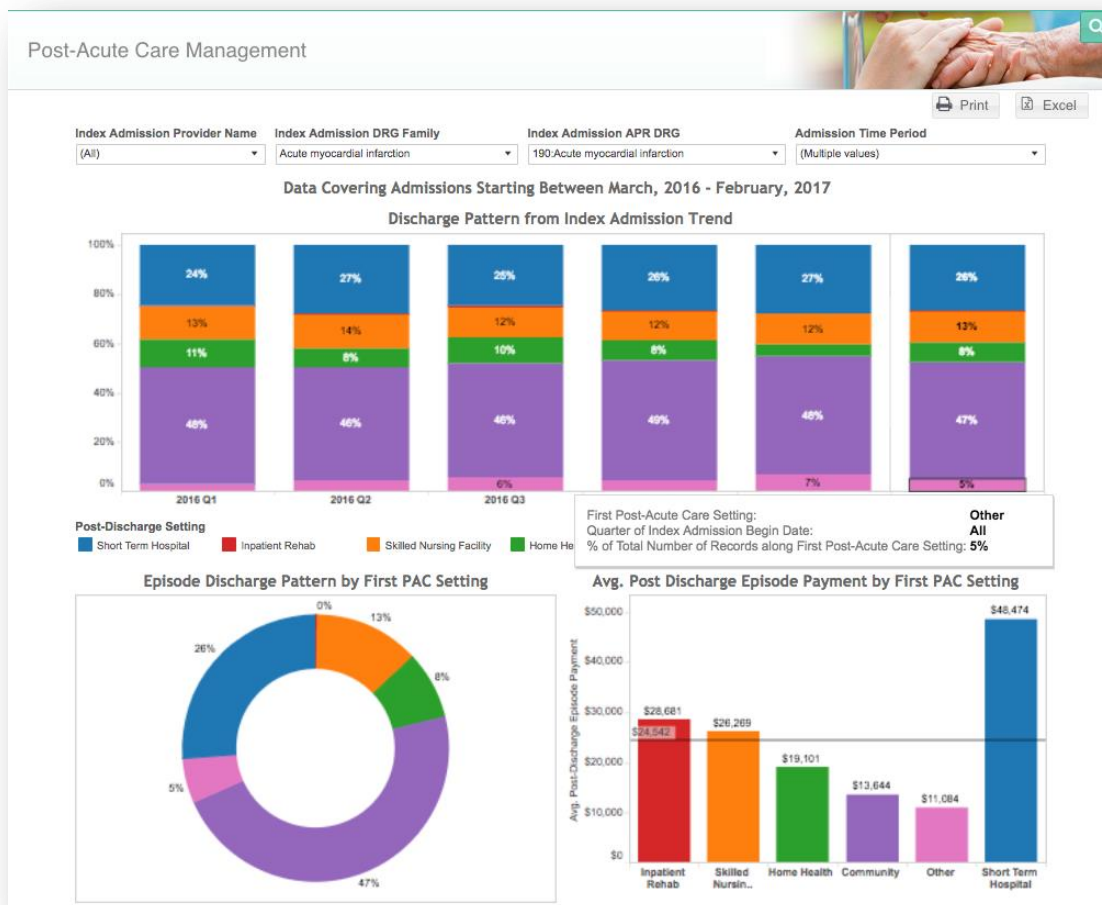 Post-Acute Care Management
Print Excel
Index Admission Provider Name Index Admission DRG Family Index Admission APR DRG Admission Time Period
(All) Acute myocardial infarction 190:Acute myocardial infarction (Multiple values)
Data Covering Admissions Starting Between March, 2016 - February, 2017
Discharge Pattern from Index Admission Trend
100%
80%
60%
40%
20%
0%
24% 27% 25% 26% 27% 26%
13% 14% 12% 12% 12% 13%
11% 8% 10% 8% 8%
48% 46% 46% 49% 48% 47%
6% 7% 5%
2016 Q1 2016 Q2 2016 Q3
First Post-Acute Care Setting: Other
Quarter of Index Admission Begin Date: All
% of Total Number of Records along First Post-Acute Care Setting: 5%
Post-Discharge Setting
Short Term Hospital Inpatient Rehab Skilled Nursing Facility Home He
Episode Discharge Pattern by First PAC Setting
0%
13%
26%
8%
5%
47%
Avg. Post Discharge Episode Payment by First PAC Setting
Avg. Post-Discharge Episode Payment
$50,000
$40,000
$30,000
$20,000
$10,000
$0
$48,474
$28,681
$24,542
$26,269
$19,101
$13,644
$11,084
Inpatient Rehab
Skilled Nursin..
Home Health
Community
Other
Short Term Hospital